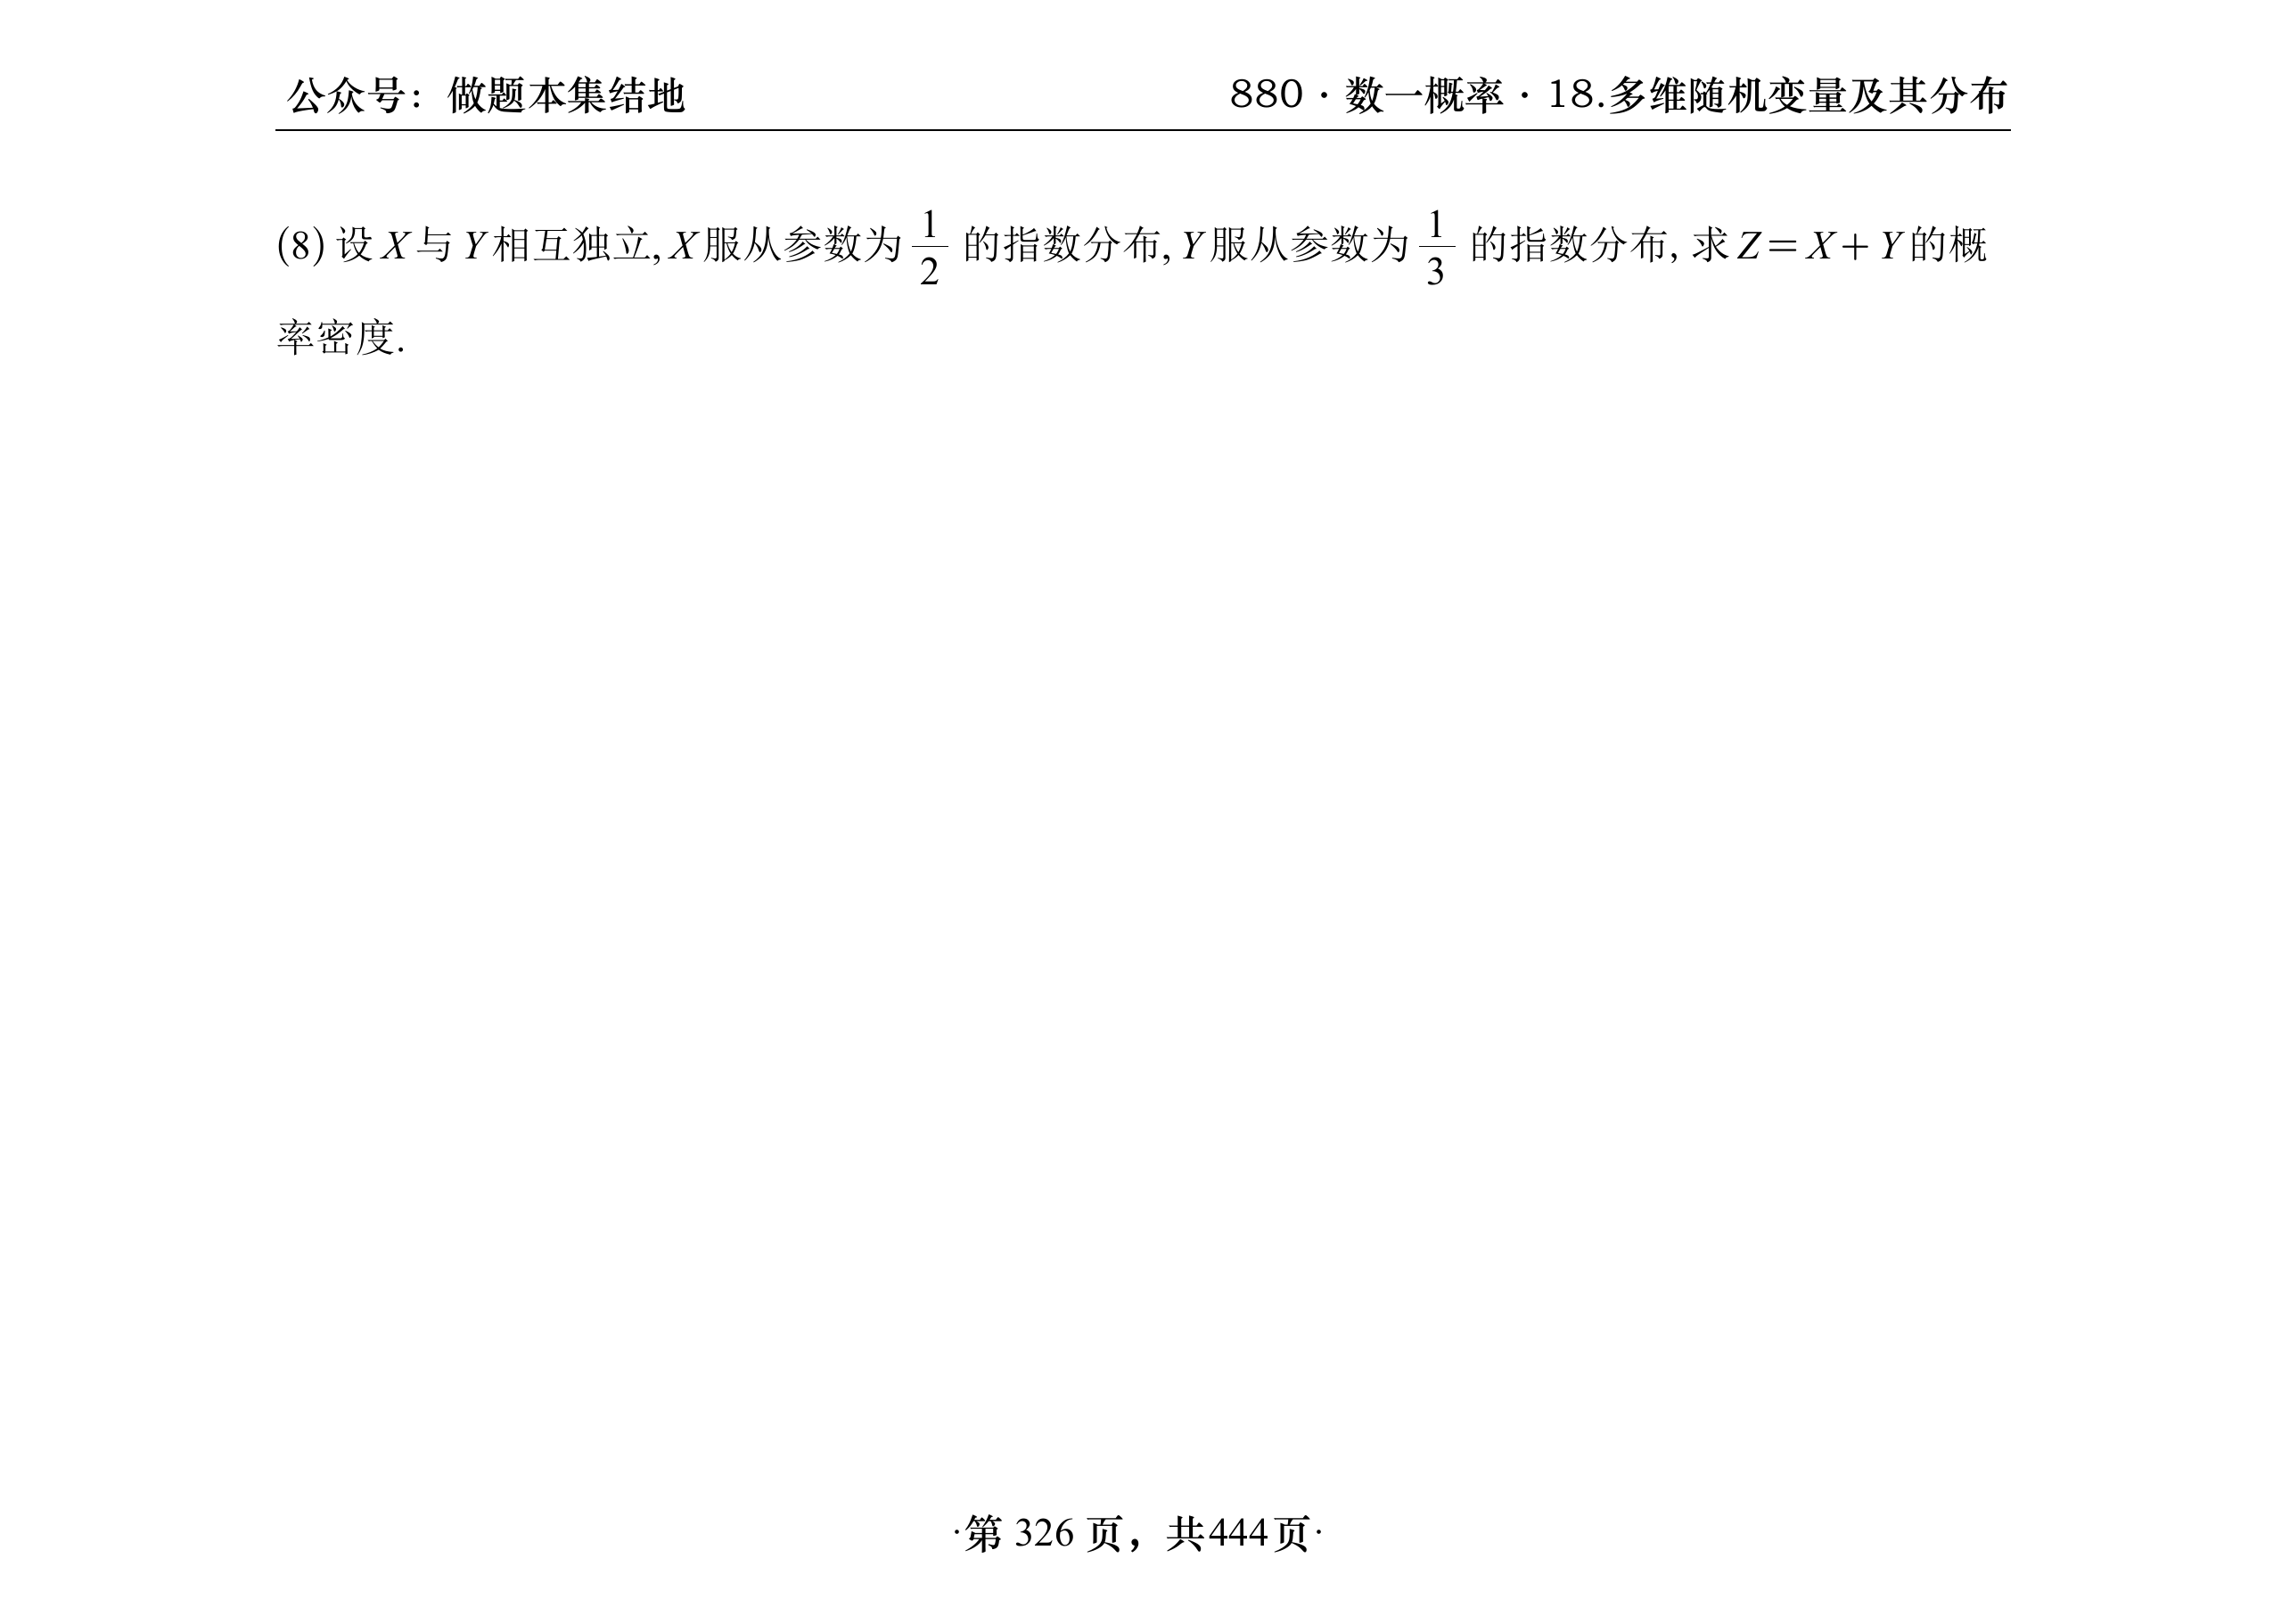 公众号：做题本集结地
880 · 数一概率 · 18.多维随机变量及其分布
(8) 设 X 与 Y 相互独立, X 服从参数为 1/2 的指数分布, Y 服从参数为 1/3 的指数分布, 求 Z = X + Y 的概
率密度.
·第 326 页，共444页·